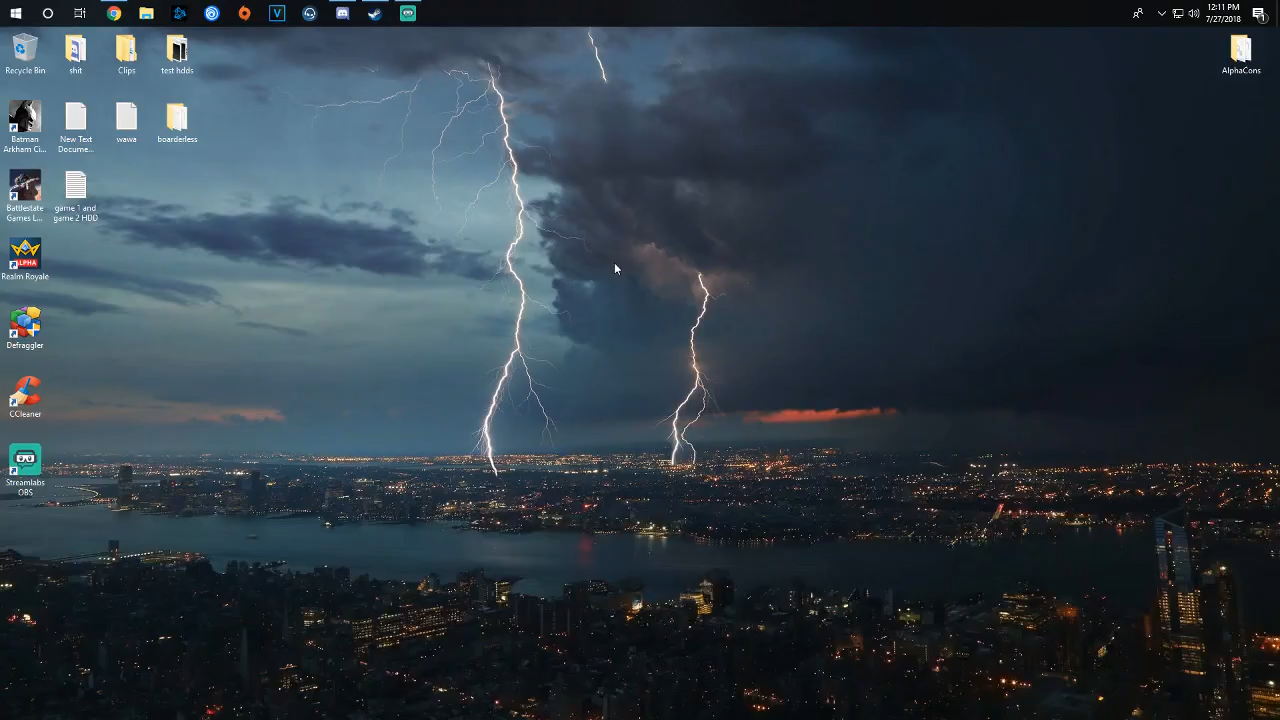 12:11 PM
7/27/2018
1
Recycle Bin
shit
Clips
test hdds
AlphaCons
Batman
Arkham Ci...
New Text
Docume...
wawa
boarderless
Battlestate
Games L...
game 1 and
game 2 HDD
ALPHA
Realm Royale
Defraggler
CCleaner
Streamlabs
OBS
V